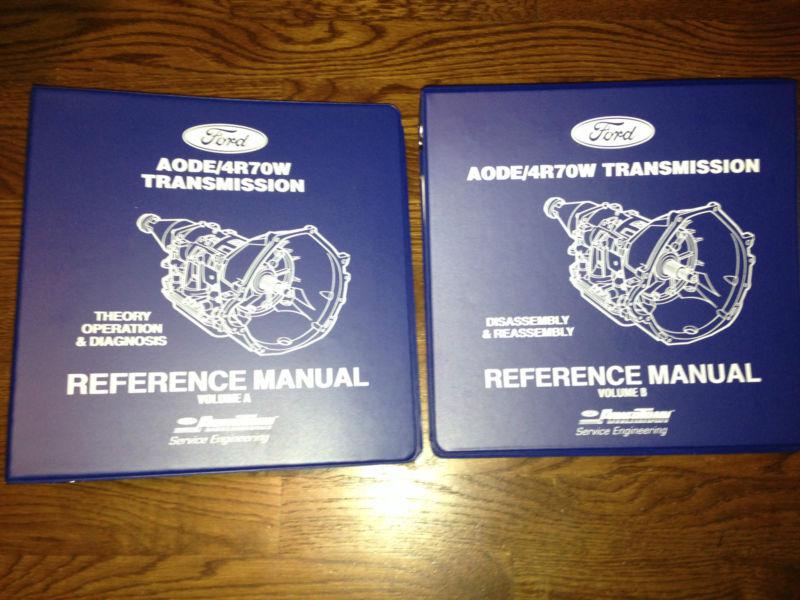 Ford
AODE/4R70W
TRANSMISSION
THEORY
OPERATION
& DIAGNOSIS
REFERENCE MANUAL
VOLUME A
Service Engineering
Ford
AODE/4R70W TRANSMISSION
DISASSEMBLY
& REASSEMBLY
REFERENCE MANUAL
VOLUME B
Service Engineering